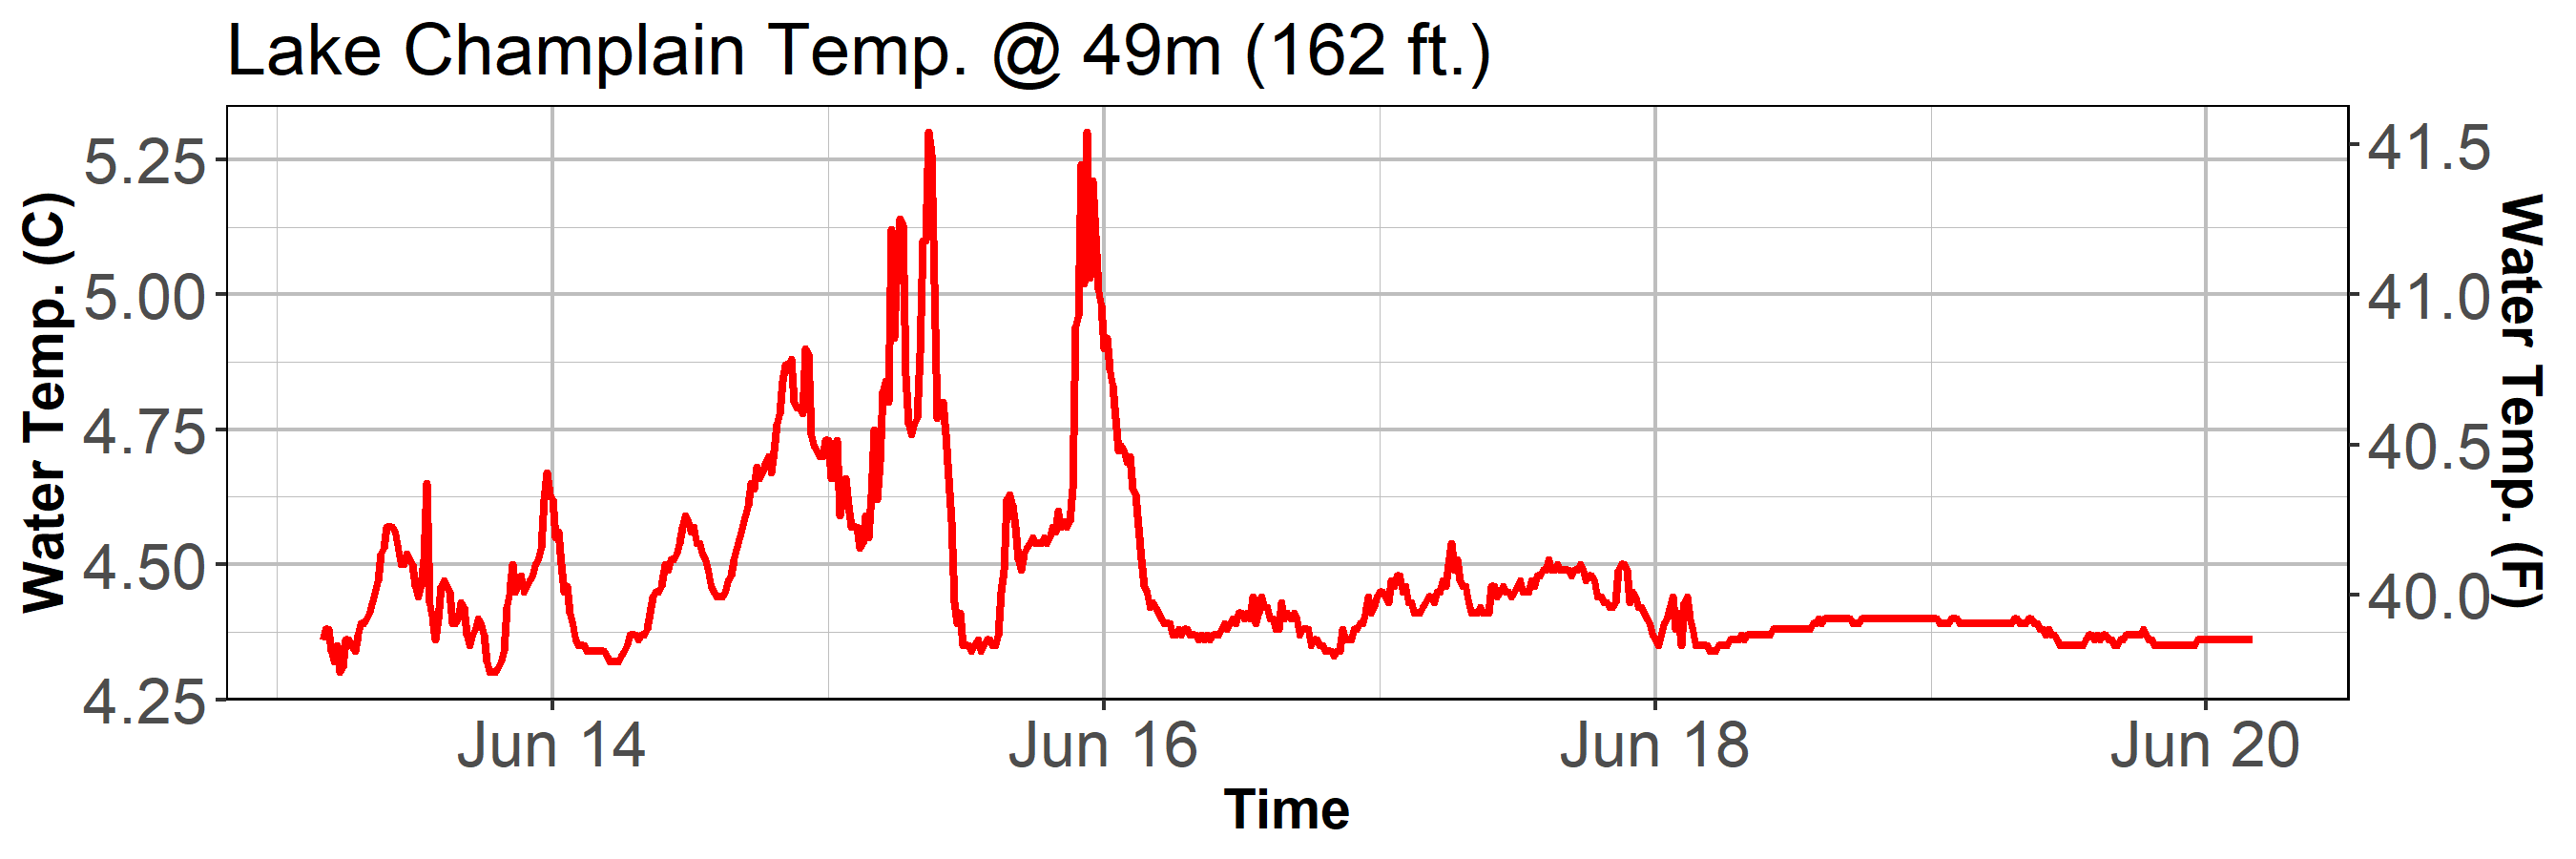 Lake Champlain Temp. @ 49m (162 ft.)
Water Temp. (C)
5.25
5.00
4.75
4.50
4.25
41.5
41.0
40.5
40.0
Water Temp. (F)
Jun 14
Jun 16
Jun 18
Jun 20
Time